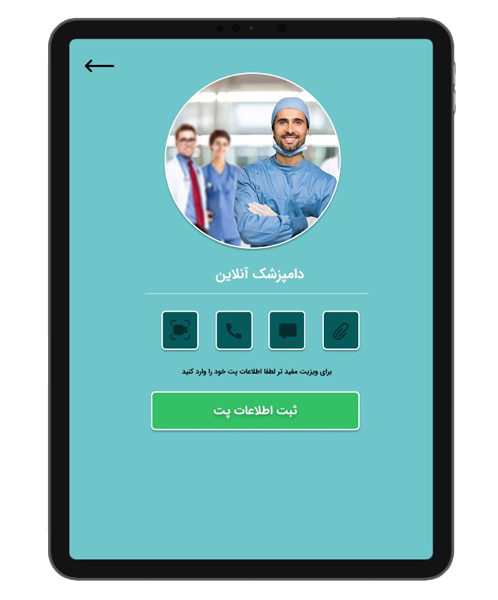 دامپزشک آنلاین
برای ویزیت مفید تر لطفا اطلاعات پت خود را وارد کنید
ثبت اطلاعات پت